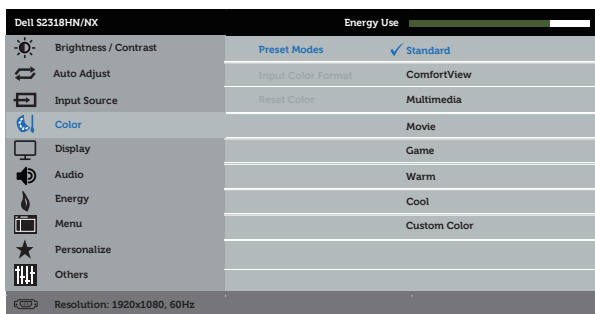 Dell S2318HN/NX Energy Use
Brightness / Contrast Preset Modes Standard
Auto Adjust Input Color Format ComfortView
Input Source Reset Color Multimedia
Color Movie
Display Game
Audio Warm
Energy Cool
Menu Custom Color
Personalize
Others
Resolution: 1920x1080, 60Hz